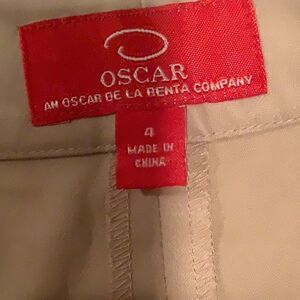 OSCAR
AN OSCAR DE LA RENTA COMPANY
4
MADE IN
CHINA